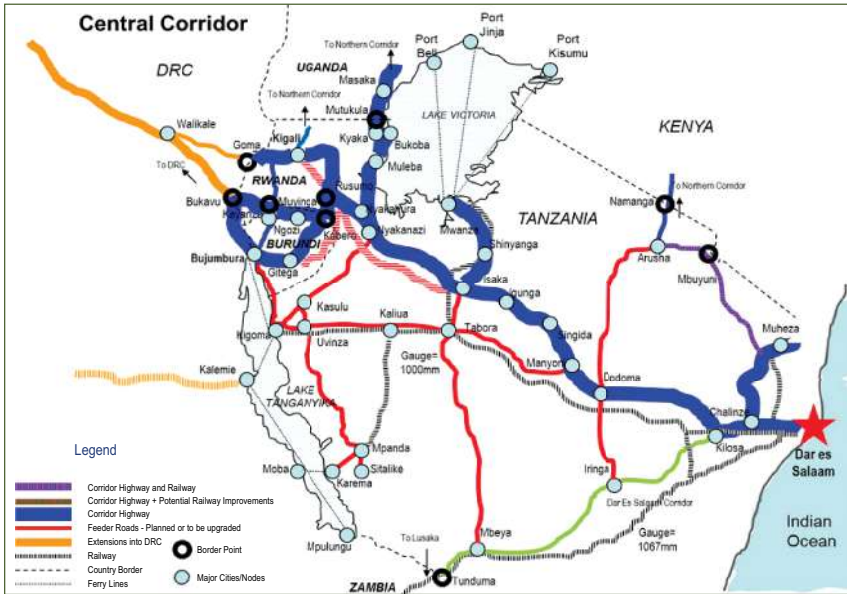 Central Corridor
DRC
UGANDA
To Northern Corridor
Port
Bell
Port
Jinja
Port
Kisumu
Masaka
To Northern Corridor
Mutukula
LAKE VICTORIA
Walikale
Goma
Kigali
Kyaka
Bukoba
KENYA
To DRC
RWANDA
Muleba
Rusumo
Bukavu
Muyinga
Kayanza
Nyakahura
Mwanza
TANZANIA
Namanga
To Northern Corridor
Ngozi
Kobero
Nyakanazi
BURUNDI
Shinyanga
Arusha
Mbuyuni
Bujumbura
Gitega
Isaka
Kasulu
Igunga
Kaliua
Singida
Muheza
Kigoma
Uvinza
Tabora
Gauge=
1000mm
Manyoni
Kalemie
Dodoma
LAKE
TANGANYIKA
Chalinze
Kilosa
Dar es
Salaam
Legend
Mpanda
Moba
Karema
Sitalike
Iringa
Dar Es Salaam Corridor
Corridor Highway and Railway
Corridor Highway + Potential Railway Improvements
Corridor Highway
Feeder Roads - Planned or to be upgraded
Extensions into DRC
Railway
Country Border
Ferry Lines
Border Point
Major Cities/Nodes
Mpulungu
To Lusaka
Mbeya
Gauge=
1067mm
Indian
Ocean
ZAMBIA
Tunduma